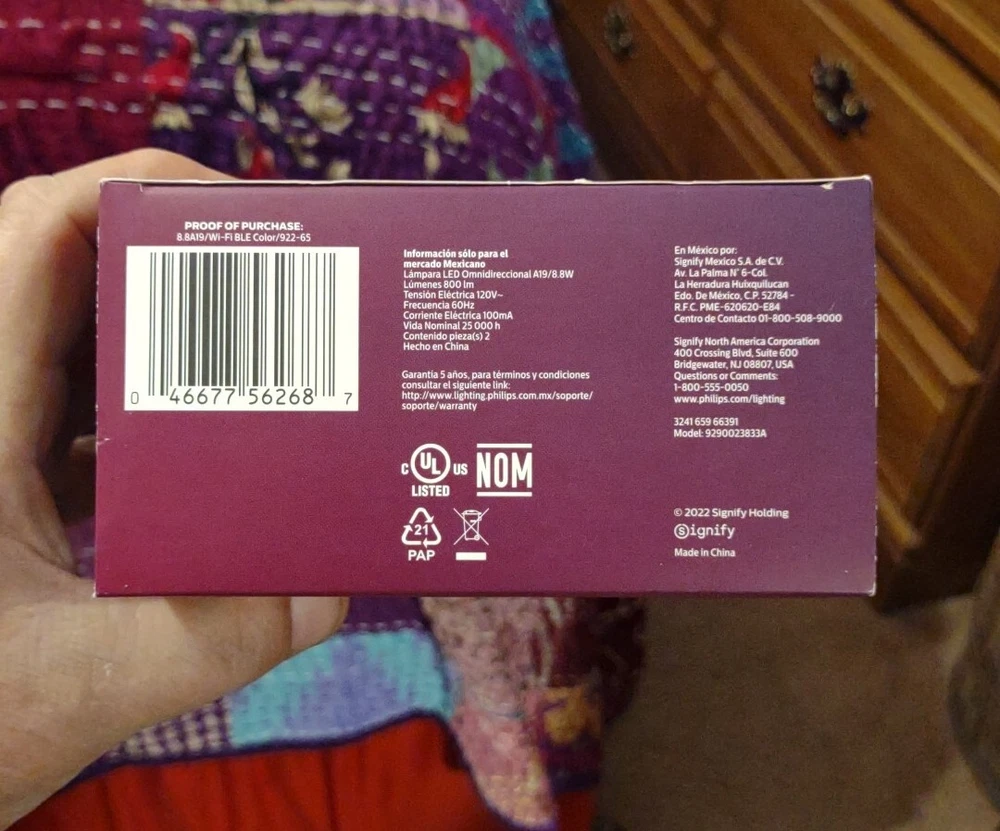 PROOF OF PURCHASE:
8.8A19/Wi-Fi BLE Color/922-65
0 46677 56268 7
Información sólo para el
mercado Mexicano
Lámpara LED Omnidireccional A19/8.8W
Lúmenes 800 lm
Tensión Eléctrica 120V~
Frecuencia 60Hz
Corriente Eléctrica 100mA
Vida Nominal 25 000 h
Contenido pieza(s) 2
Hecho en China
Garantía 5 años, para términos y condiciones
consultar el siguiente link:
http://www.lighting.philips.com.mx/soporte/
soporte/warranty
C UL US
LISTED
NOM
21
PAP
En México por:
Signify Mexico S.A. de C.V.
Av. La Palma N° 6-Col.
La Herradura Huixquilucan
Edo. De México, C.P. 52784 -
R.F.C. PME-620620-E84
Centro de Contacto 01-800-508-9000
Signify North America Corporation
400 Crossing Blvd, Suite 600
Bridgewater, NJ 08807, USA
Questions or Comments:
1-800-555-0050
www.philips.com/lighting
3241 659 66391
Model: 9290023833A
© 2022 Signify Holding
Signify
Made in China